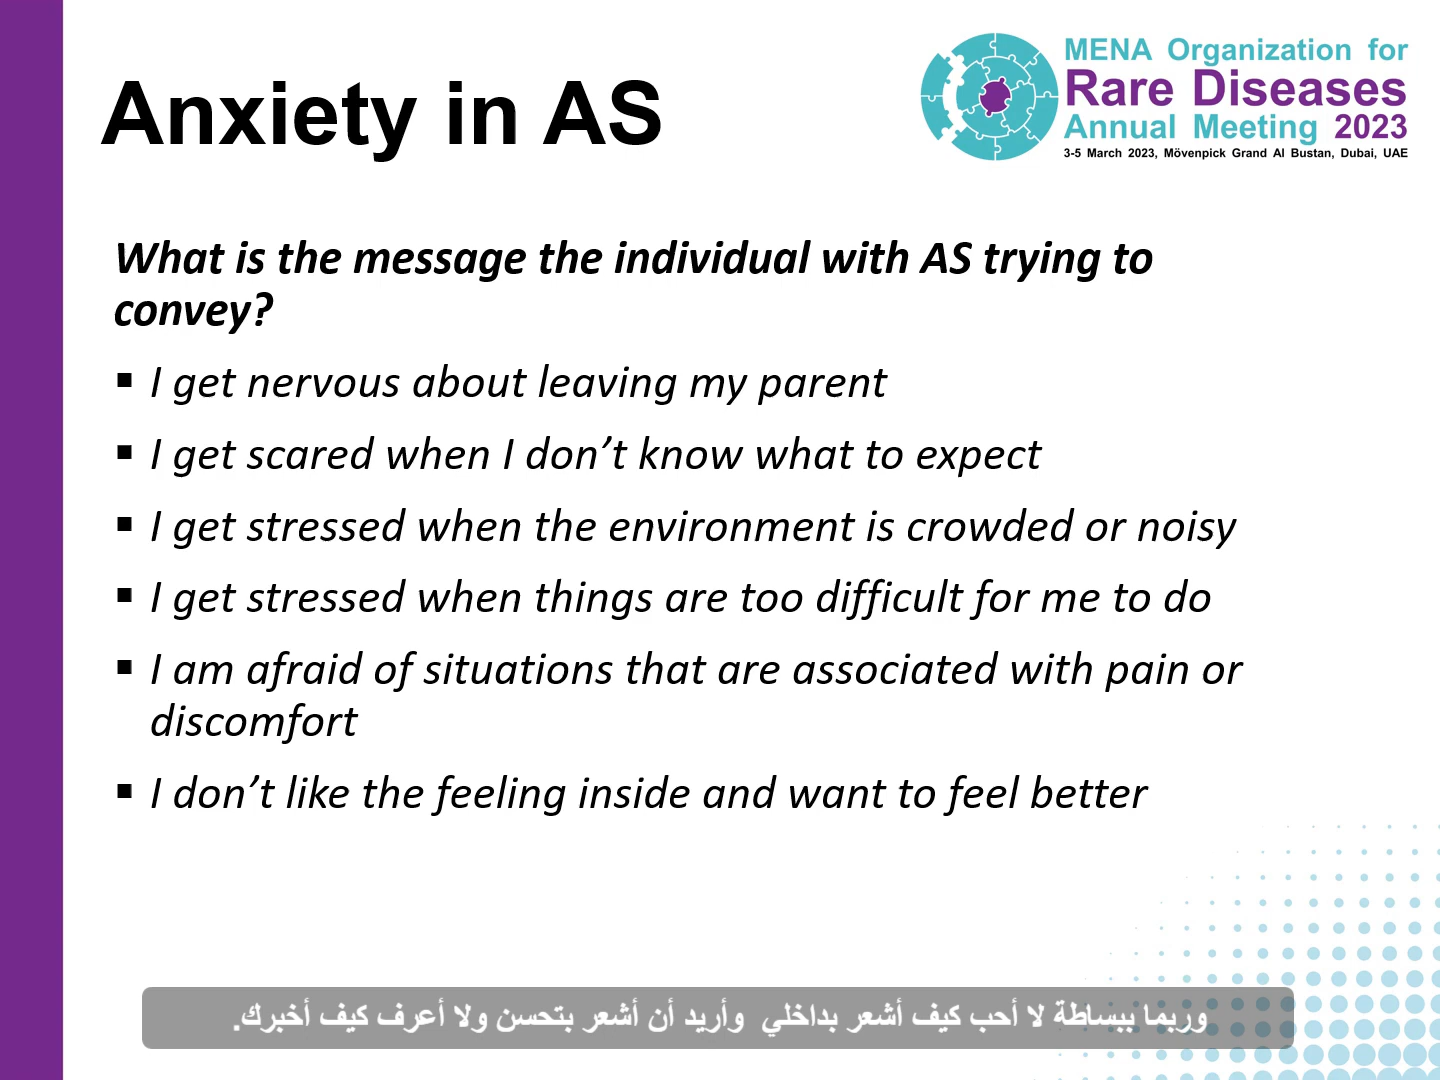 Anxiety in AS
MENA Organization for
Rare Diseases
Annual Meeting 2023
3-5 March 2023, Mövenpick Grand Al Bustan, Dubai, UAE
What is the message the individual with AS trying to
convey?
▪ I get nervous about leaving my parent
▪ I get scared when I don’t know what to expect
▪ I get stressed when the environment is crowded or noisy
▪ I get stressed when things are too difficult for me to do
▪ I am afraid of situations that are associated with pain or
discomfort
▪ I don’t like the feeling inside and want to feel better
وربما ببساطة لا أحب كيف أشعر بداخلي وأريد أن أشعر بتحسن ولا أعرف كيف أخبرك.